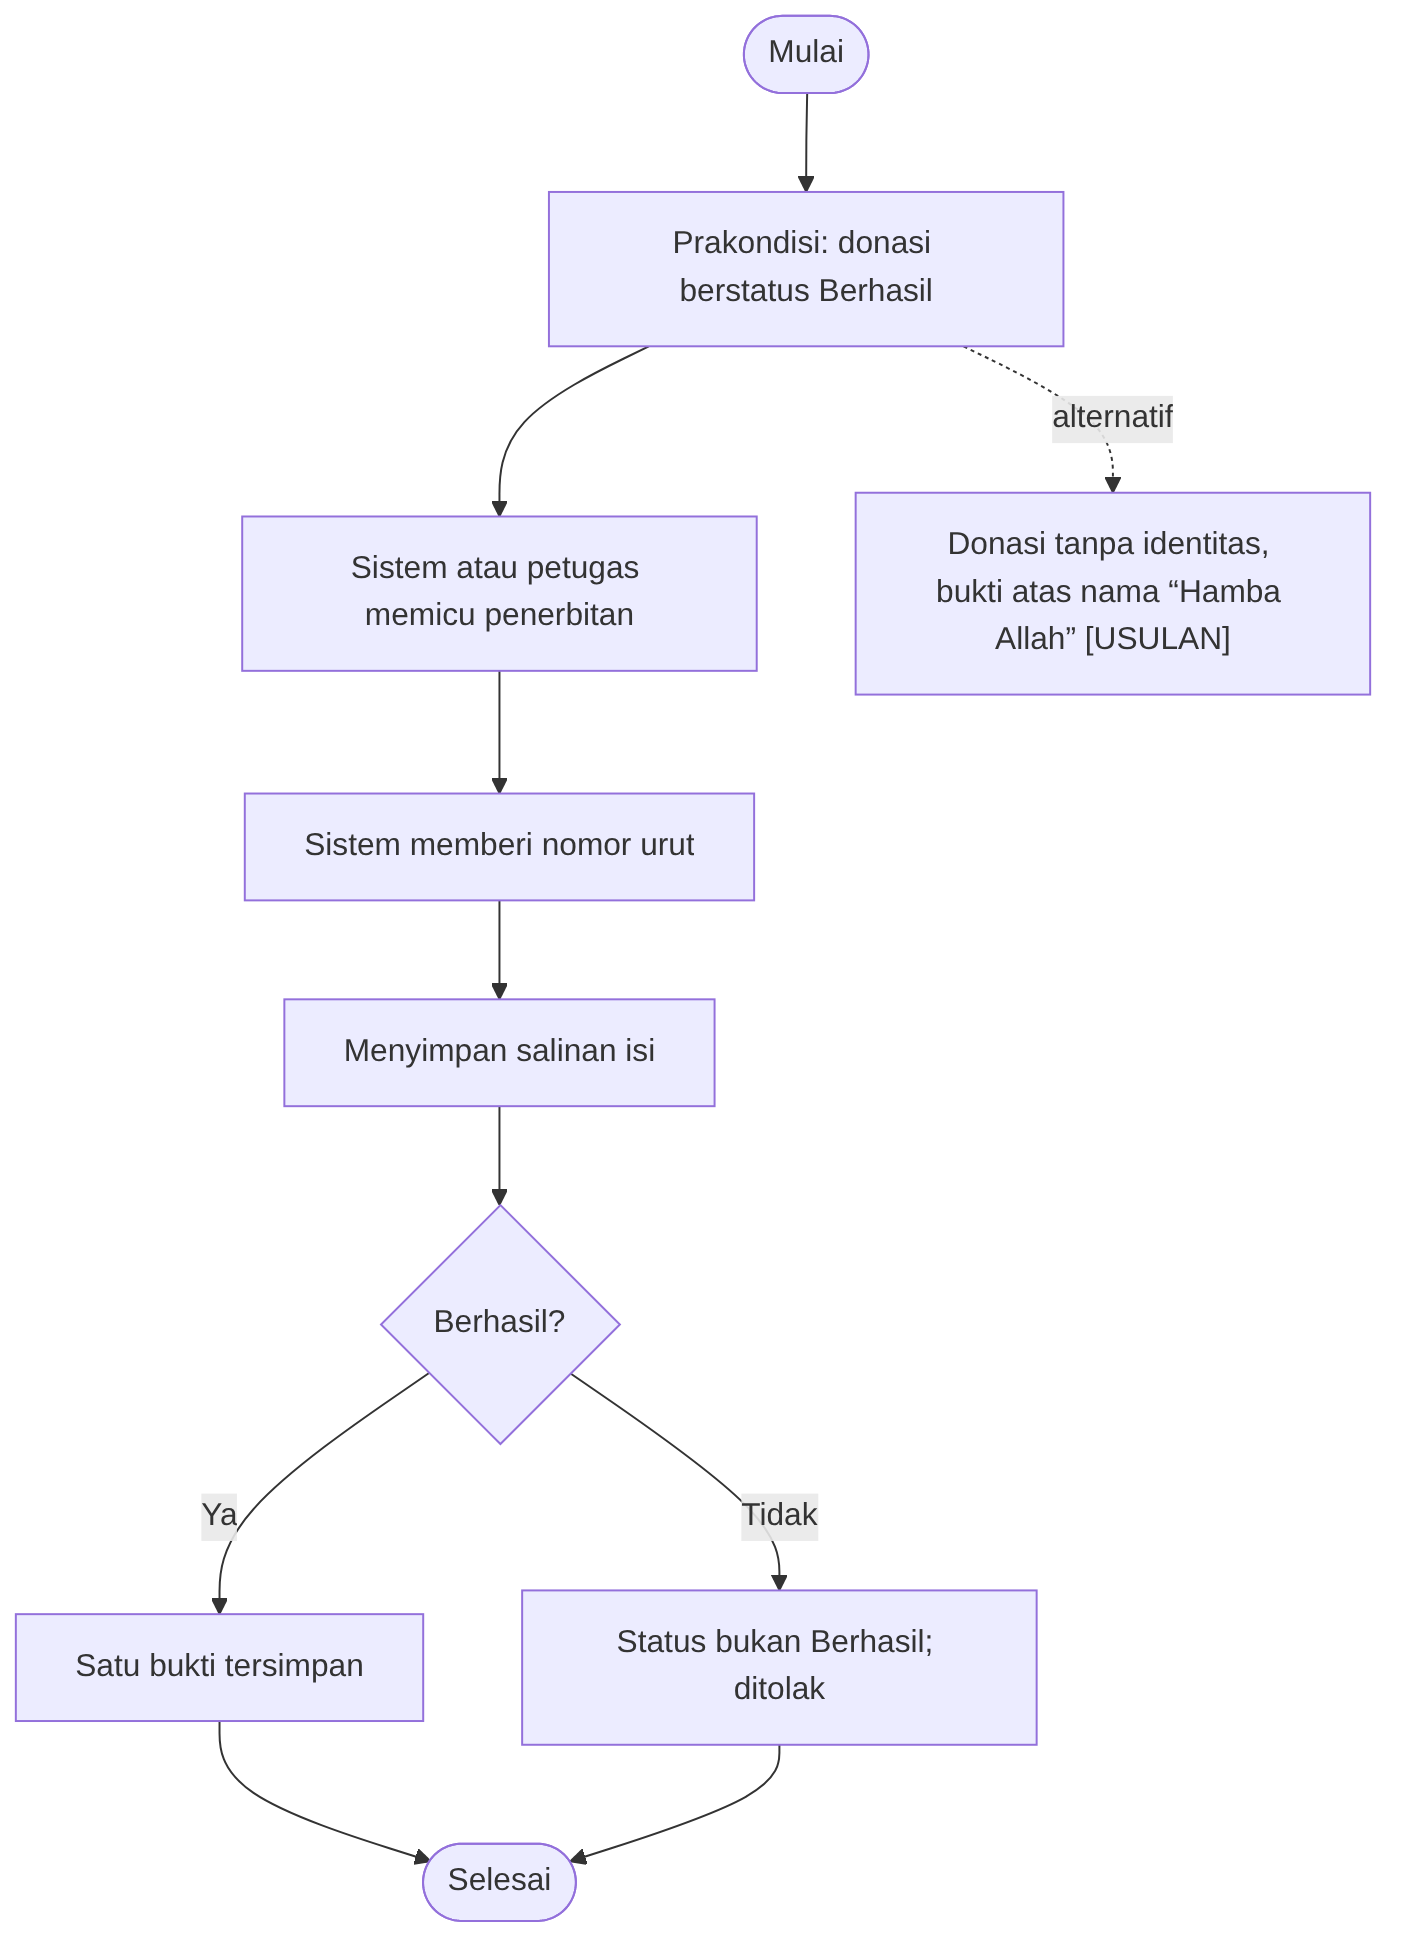 Mulai
Prakondisi: donasi
berstatus Berhasil
alternatif
Sistem atau petugas
memicu penerbitan
Donasi tanpa identitas,
bukti atas nama “Hamba
Allah” [USULAN]
Sistem memberi nomor urut
Menyimpan salinan isi
Berhasil?
Ya
Tidak
Satu bukti tersimpan
Status bukan Berhasil;
ditolak
Selesai